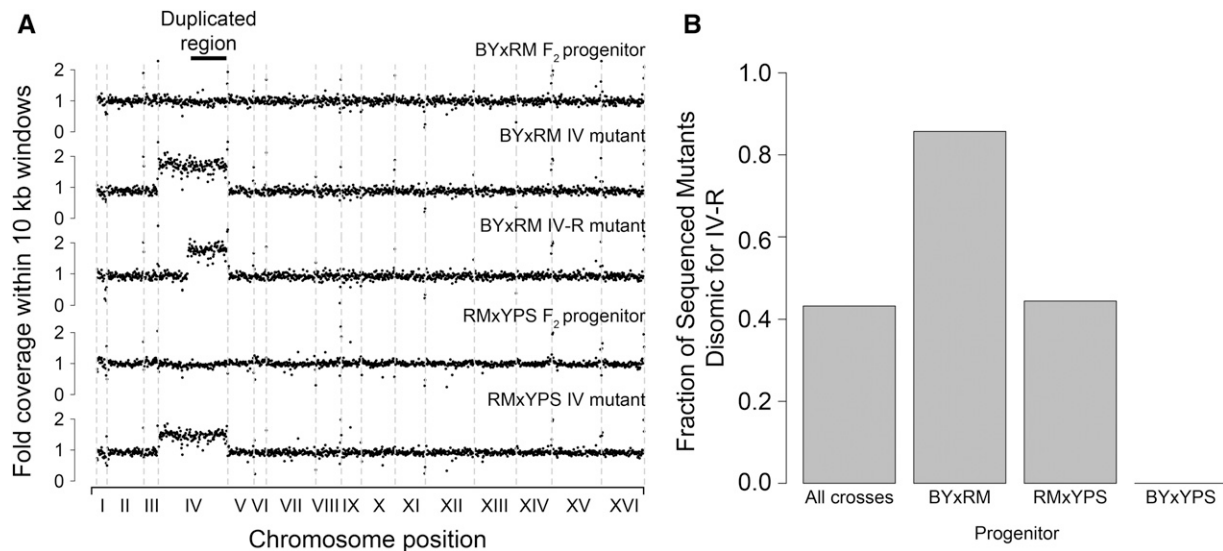 A
Duplicated
region
Fold coverage within 10 kb windows
BYxRM F2 progenitor
2
1
0
BYxRM IV mutant
2
1
0
BYxRM IV-R mutant
2
1
0
RMxYPS F2 progenitor
2
1
0
RMxYPS IV mutant
2
1
0
I II III IV V VI VII VIII IX X XI XII XIII XIV XV XVI
Chromosome position
B
Fraction of Sequenced Mutants
Disomic for IV-R
1.0
0.8
0.6
0.4
0.2
0.0
All crosses BYxRM RMxYPS BYxYPS
Progenitor